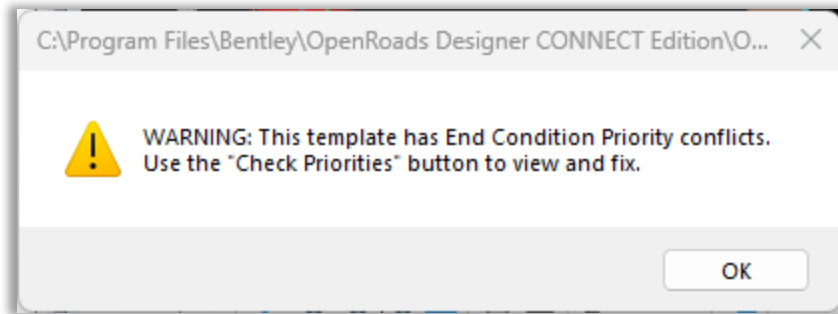 C:\Program Files\Bentley\OpenRoads Designer CONNECT Edition\O...
WARNING: This template has End Condition Priority conflicts.
Use the "Check Priorities" button to view and fix.
OK